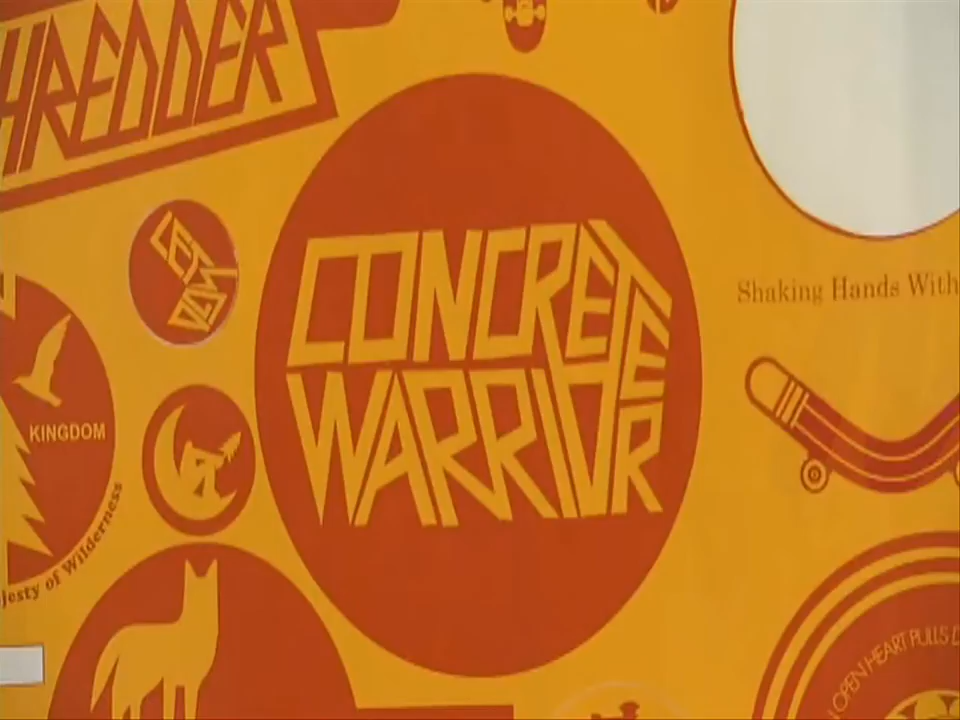 HREDDER
CONCRETE
WARRIOR
Shaking Hands With
KINGDOM
jesty of Wilderness
OPEN HEART PULLS